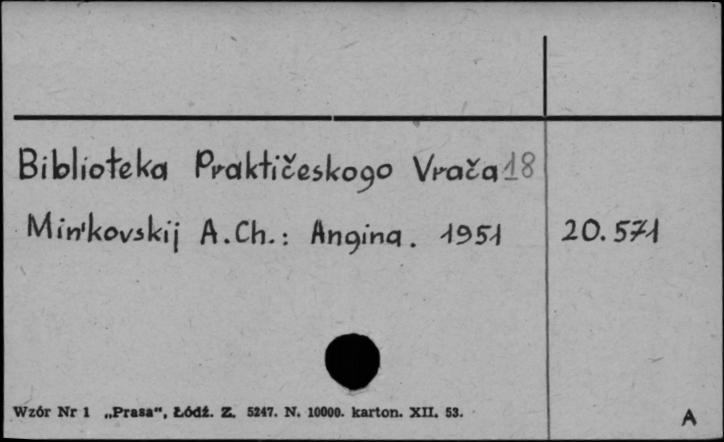 Biblioteka Praktičeskogo Vrača 18
Min'kovskij A.Ch.: Angina. 1951 20.571
Wzór Nr 1 „Prasa", Łódź. Z. 5247. N. 10000. karton. XII. 53.
A